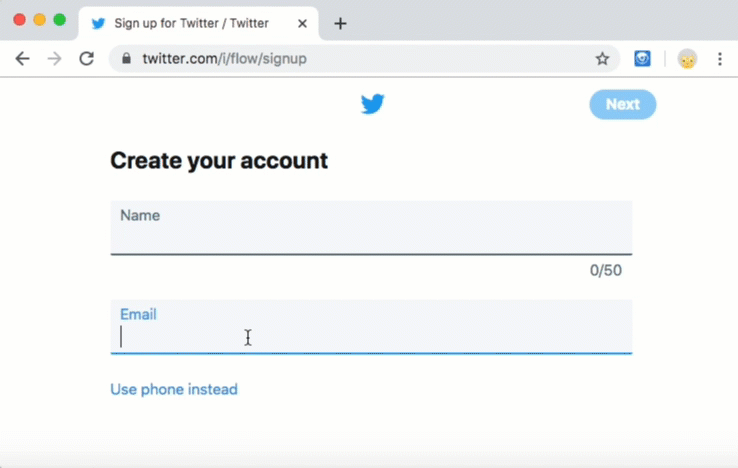 Sign up for Twitter / Twitter
twitter.com/i/flow/signup
Next
Create your account
Name
0/50
Email
Use phone instead